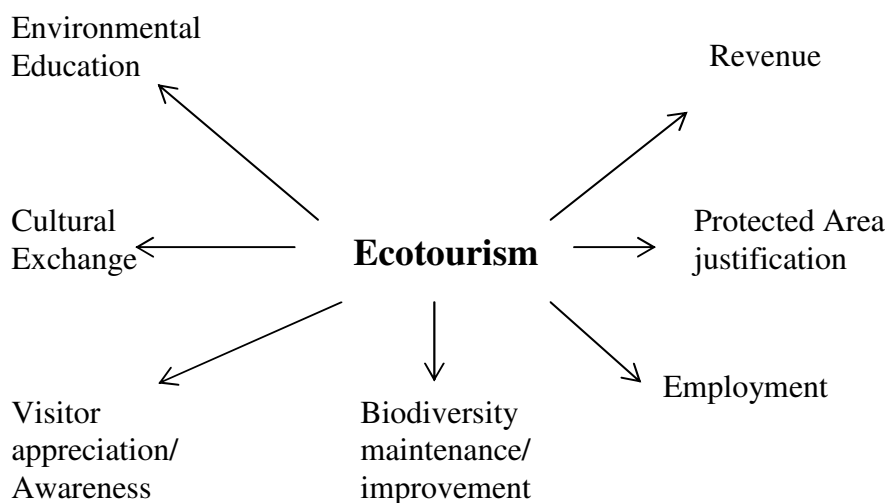 Environmental
Education
Revenue
Cultural
Exchange
Ecotourism
Protected Area
justification
Employment
Visitor
appreciation/
Awareness
Biodiversity
maintenance/
improvement